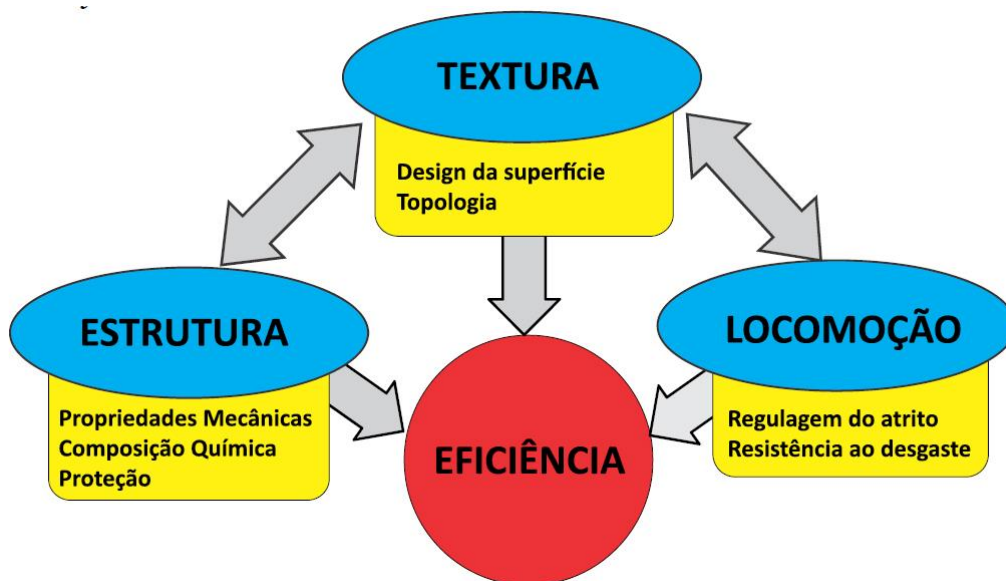 TEXTURA
Design da superfície
Topologia
ESTRUTURA
Propriedades Mecânicas
Composição Química
Proteção
LOCOMOÇÃO
Regulagem do atrito
Resistência ao desgaste
EFICIÊNCIA